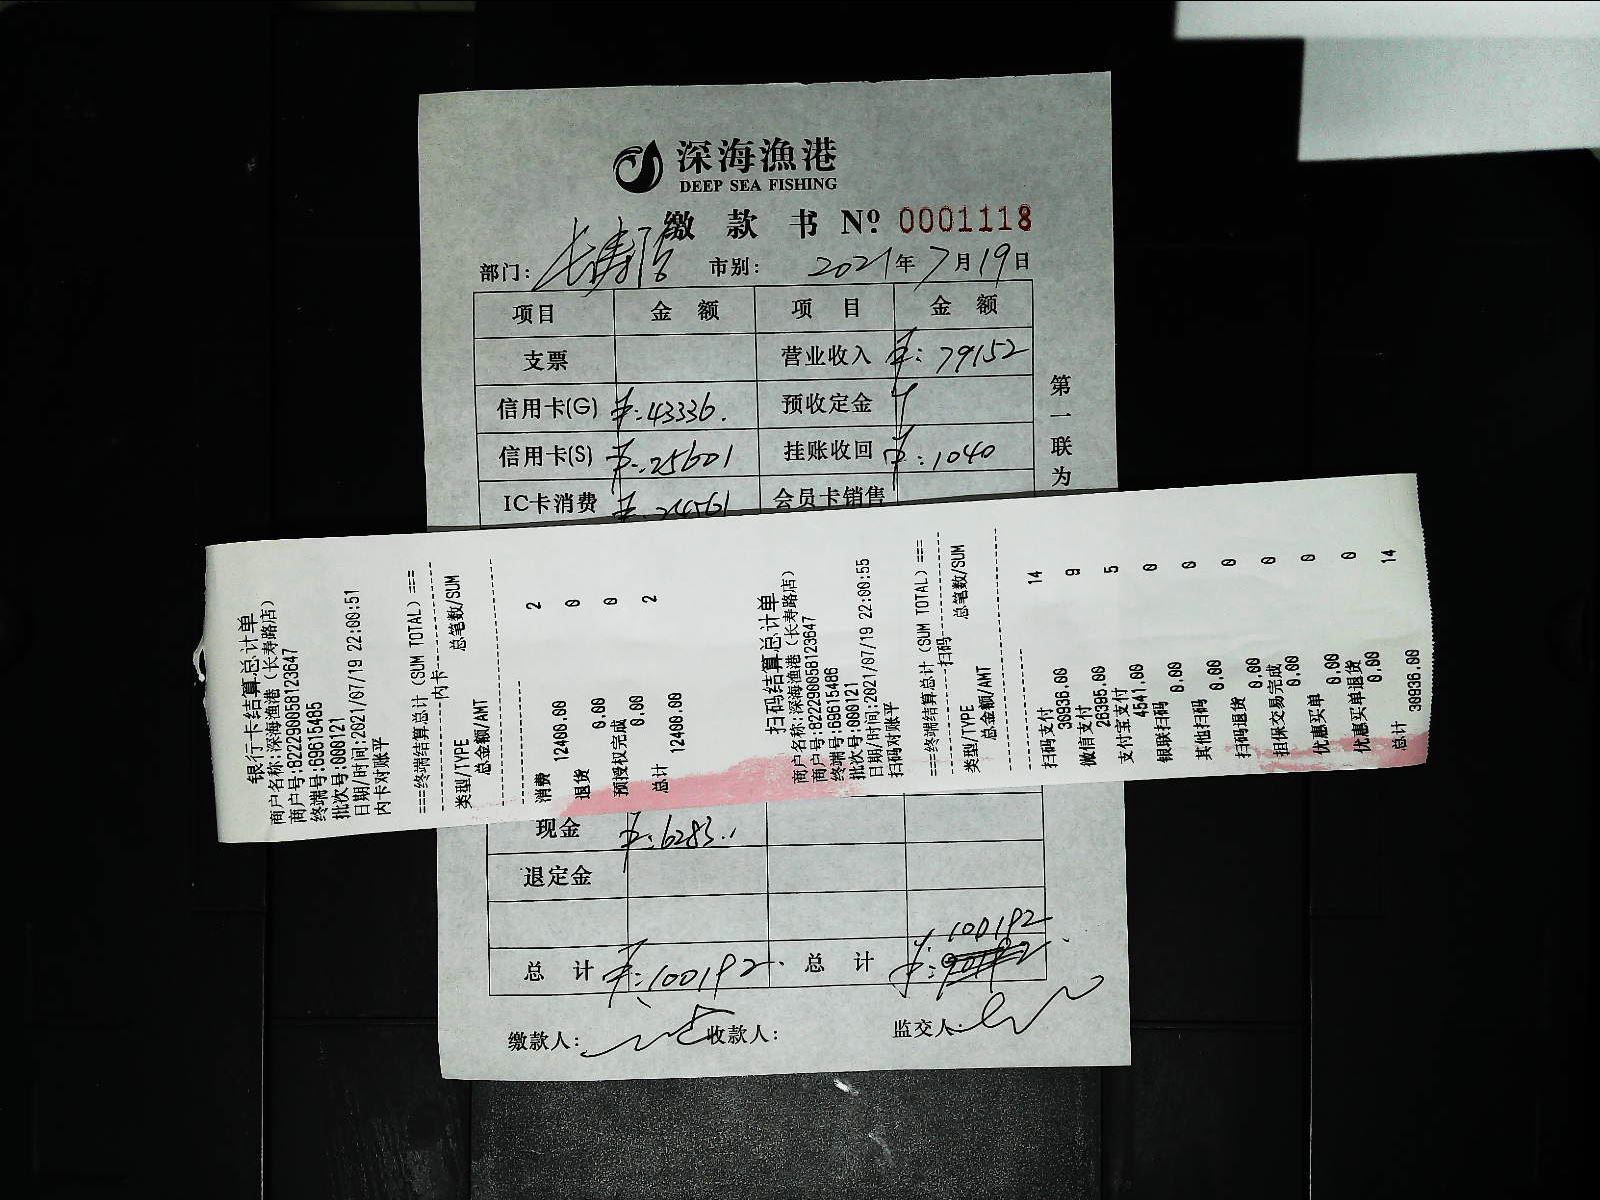 深海渔港
DEEP SEA FISHING
缴款书 Nº 0001118
部门: 长寿店 市别: 2021年7月19日
项目 金额 项目 金额
支票 营业收入 ¥:79152
信用卡(G) ¥:43336. 预收定金
信用卡(S) ¥:25601 挂账收回 ¥:1040
IC卡消费 ¥:24561 会员卡销售
第一联为
银行卡结算总计单
商户名称:深海渔港(长寿路店)
商户号:822290058123647
终端号:69615485
批次号:000121
日期/时间:2021/07/19 22:00:51
内卡对账平
===终端结算总计(SUM TOTAL)===
内卡
类型/TYPE 总笔数/SUM
总金额/AMT
消费 2
12400.00
退货 0
0.00
预授权完成 0
0.00
总计 2
12400.00
扫码结算总计单
商户名称:深海渔港(长寿路店)
商户号:822290058123647
终端号:69615486
批次号:000121
日期/时间:2021/07/19 22:00:55
扫码对账平
===终端结算总计(SUM TOTAL)===
扫码
类型/TYPE 总笔数/SUM
总金额/AMT
扫码支付 14
30936.00
微信支付 9
26395.00
支付宝支付 5
4541.00
银联扫码 0
0.00
其他扫码 0
0.00
扫码退货 0
0.00
担保交易完成 0
0.00
优惠买单 0
0.00
优惠买单退货 0
0.00
总计 14
30936.00
现金 ¥:6283.
退定金
¥:100192
总计 ¥:100192. 总计
缴款人: 收款人: 监交人: